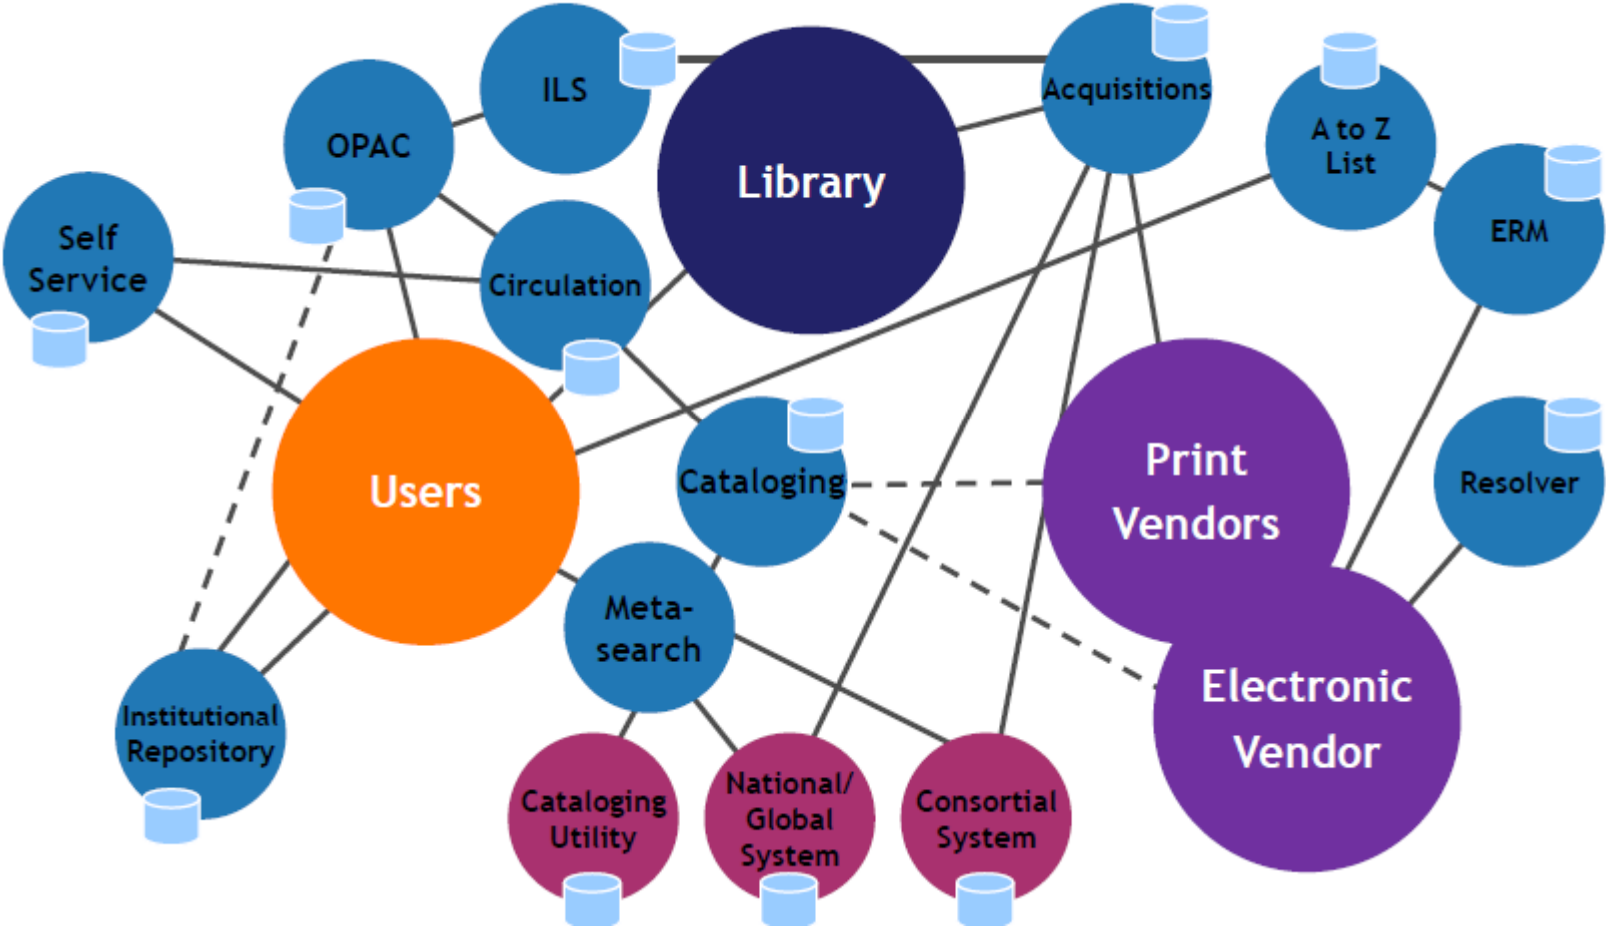 ILS
Acquisitions
OPAC
A to Z
List
Library
Self
Service
ERM
Circulation
Users
Cataloging
Print
Vendors
Resolver
Meta-
search
Electronic
Vendor
Institutional
Repository
Cataloging
Utility
National/
Global
System
Consortial
System